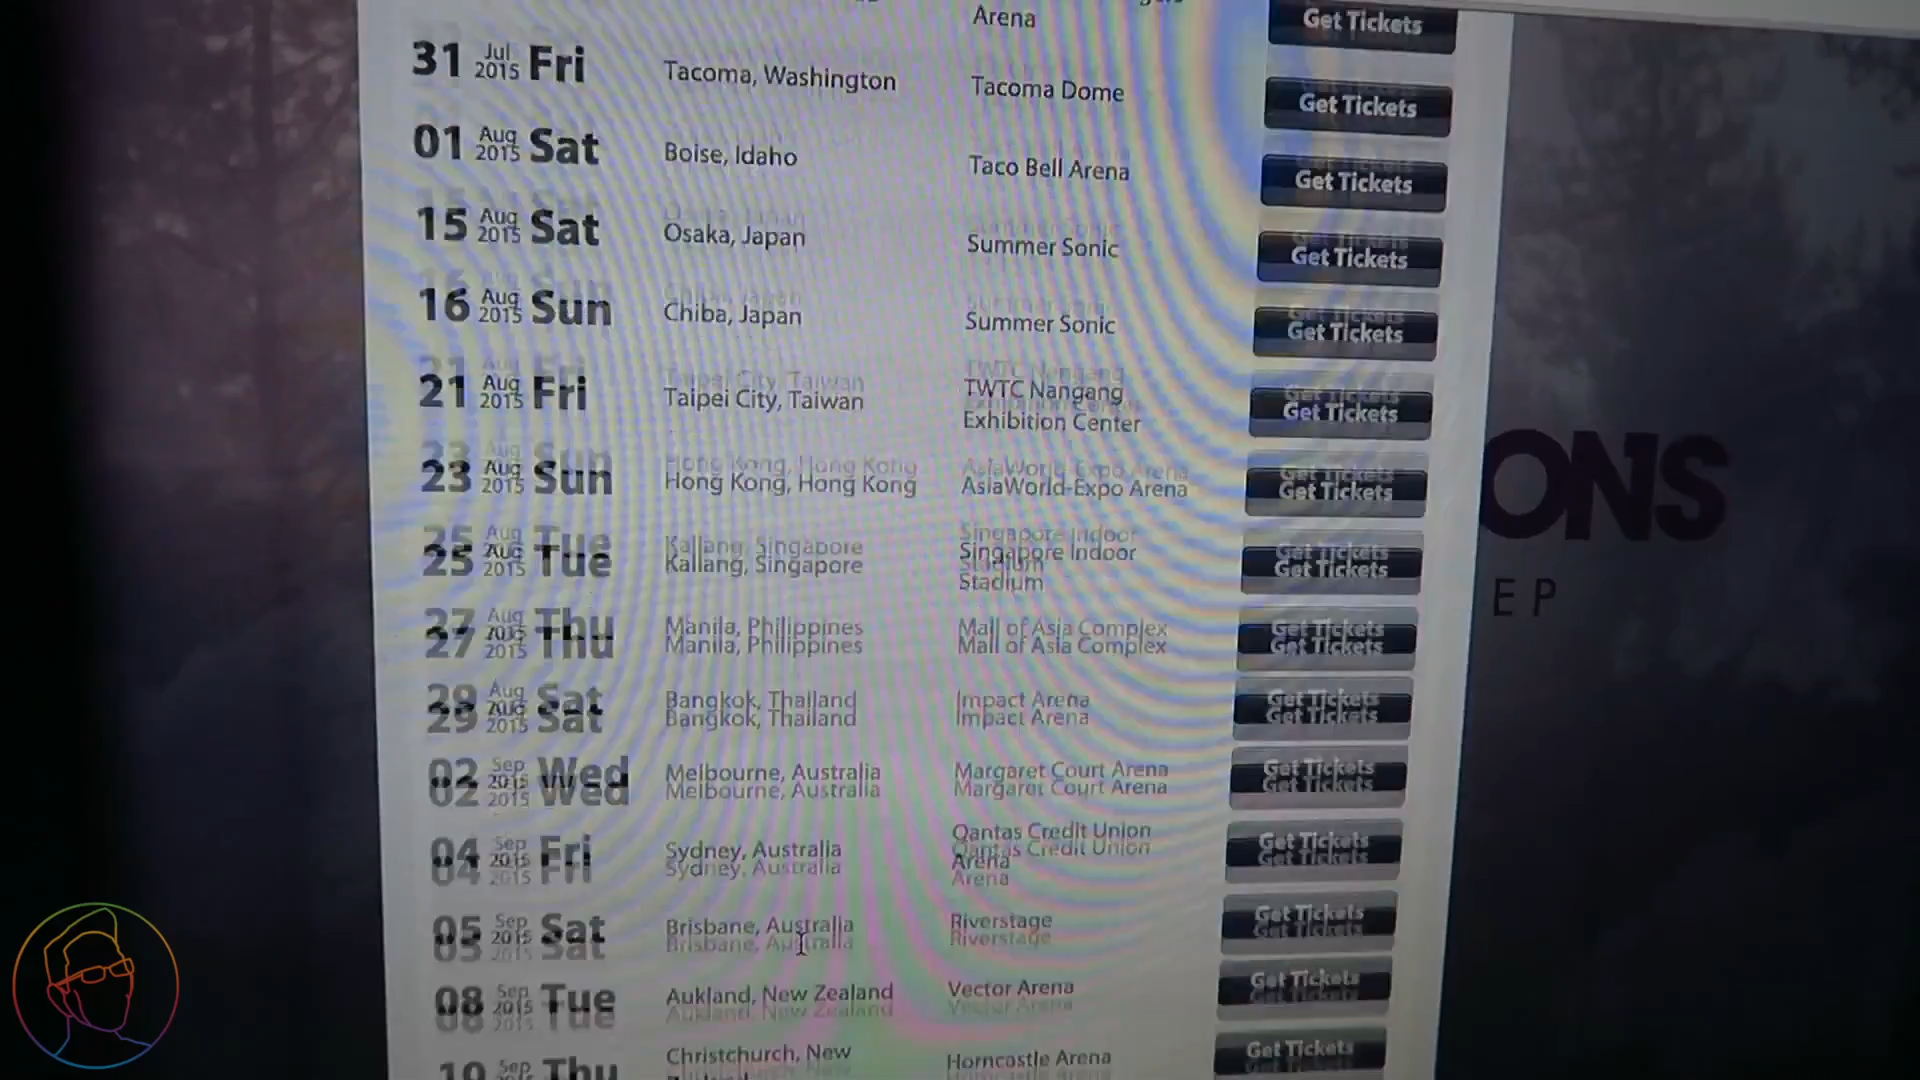 Arena
Get Tickets
31 Jul 2015 Fri Tacoma, Washington Tacoma Dome Get Tickets
01 Aug 2015 Sat Boise, Idaho Taco Bell Arena Get Tickets
15 Aug 2015 Sat Osaka, Japan Summer Sonic Get Tickets
16 Aug 2015 Sun Chiba, Japan Summer Sonic Get Tickets
21 Aug 2015 Fri Taipei City, Taiwan TWTC Nangang Get Tickets
Exhibition Center
23 Aug 2015 Sun Hong Kong, Hong Kong AsiaWorld-Expo Arena Get Tickets
25 Aug 2015 Tue Kallang, Singapore Singapore Indoor Get Tickets
Stadium
27 Aug 2015 Thu Manila, Philippines Mall of Asia Complex Get Tickets
29 Aug 2015 Sat Bangkok, Thailand Impact Arena Get Tickets
02 Sep 2015 Wed Melbourne, Australia Margaret Court Arena Get Tickets
04 Sep 2015 Fri Sydney, Australia Qantas Credit Union Get Tickets
Arena
05 Sep 2015 Sat Brisbane, Australia Riverstage Get Tickets
08 Sep 2015 Tue Aukland, New Zealand Vector Arena Get Tickets
10 Sep Thu Christchurch, New Horncastle Arena Get Tickets
ONS
EP